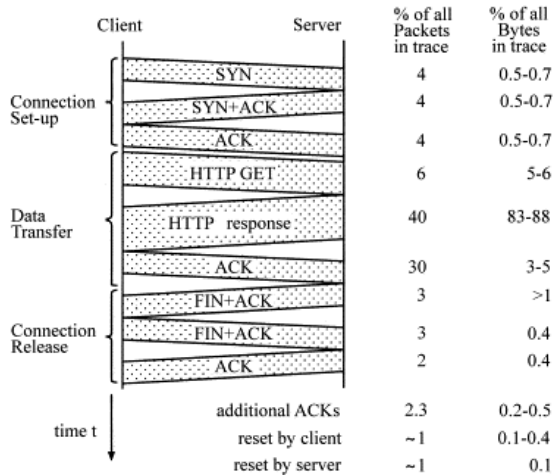 Client Server % of all Packets in trace % of all Bytes in trace
SYN 4 0.5-0.7
Connection Set-up SYN+ACK 4 0.5-0.7
ACK 4 0.5-0.7
HTTP GET 6 5-6
Data Transfer HTTP response 40 83-88
ACK 30 3-5
FIN+ACK 3 >1
Connection Release FIN+ACK 3 0.4
ACK 2 0.4
additional ACKs 2.3 0.2-0.5
time t reset by client ~1 0.1-0.4
reset by server ~1 0.1